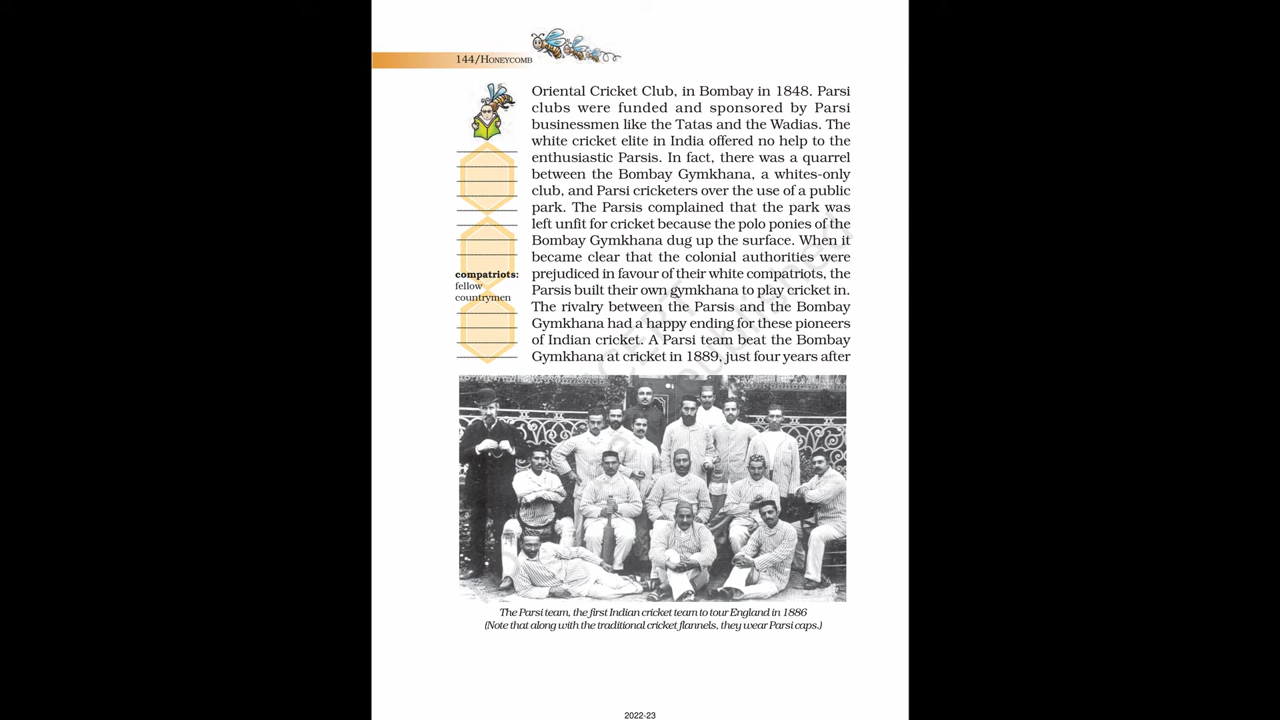 144/HONEYCOMB
Oriental Cricket Club, in Bombay in 1848. Parsi
clubs were funded and sponsored by Parsi
businessmen like the Tatas and the Wadias. The
white cricket elite in India offered no help to the
enthusiastic Parsis. In fact, there was a quarrel
between the Bombay Gymkhana, a whites-only
club, and Parsi cricketers over the use of a public
park. The Parsis complained that the park was
left unfit for cricket because the polo ponies of the
Bombay Gymkhana dug up the surface. When it
became clear that the colonial authorities were
prejudiced in favour of their white compatriots, the
Parsis built their own gymkhana to play cricket in.
The rivalry between the Parsis and the Bombay
Gymkhana had a happy ending for these pioneers
of Indian cricket. A Parsi team beat the Bombay
Gymkhana at cricket in 1889, just four years after
compatriots:
fellow
countrymen
The Parsi team, the first Indian cricket team to tour England in 1886
(Note that along with the traditional cricket flannels, they wear Parsi caps.)
2022-23